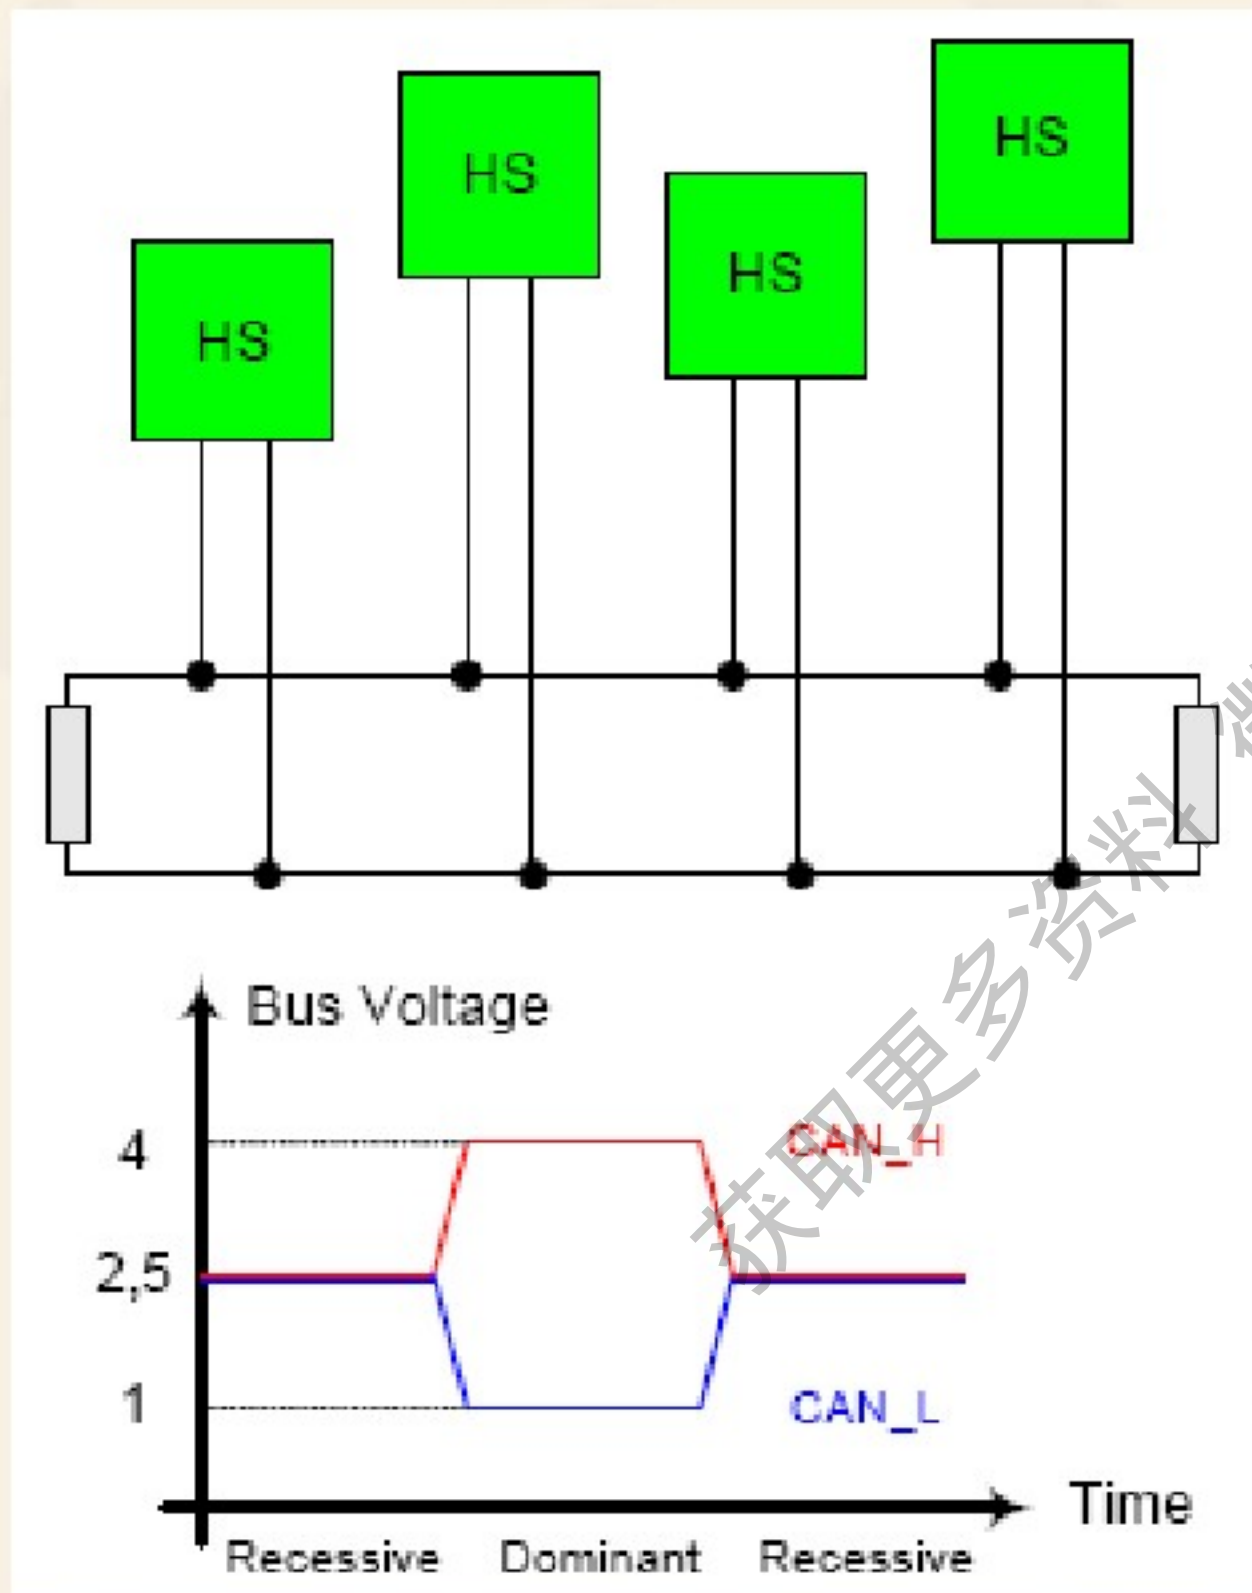 HS
HS
HS
HS
Bus Voltage
4
CAN_H
2,5
1
CAN_L
Time
Recessive Dominant Recessive
获取更多资料